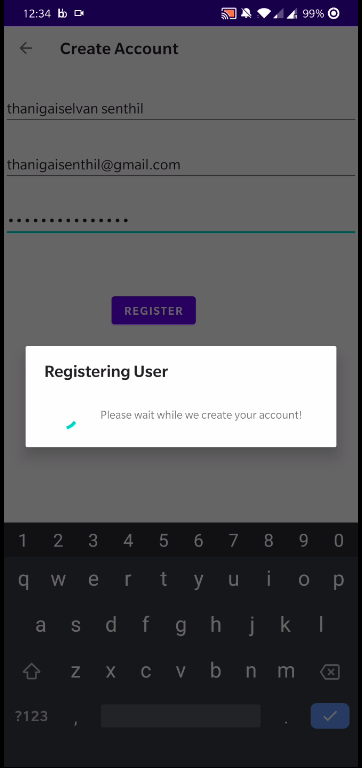 12:34
99%
Create Account
thanigaiselvan senthil
thanigaisenthil@gmail.com
•••••••••••••••
REGISTER
Registering User
Please wait while we create your account!
1 2 3 4 5 6 7 8 9 0
q w e r t y u i o p
a s d f g h j k l
z x c v b n m
?123 , .